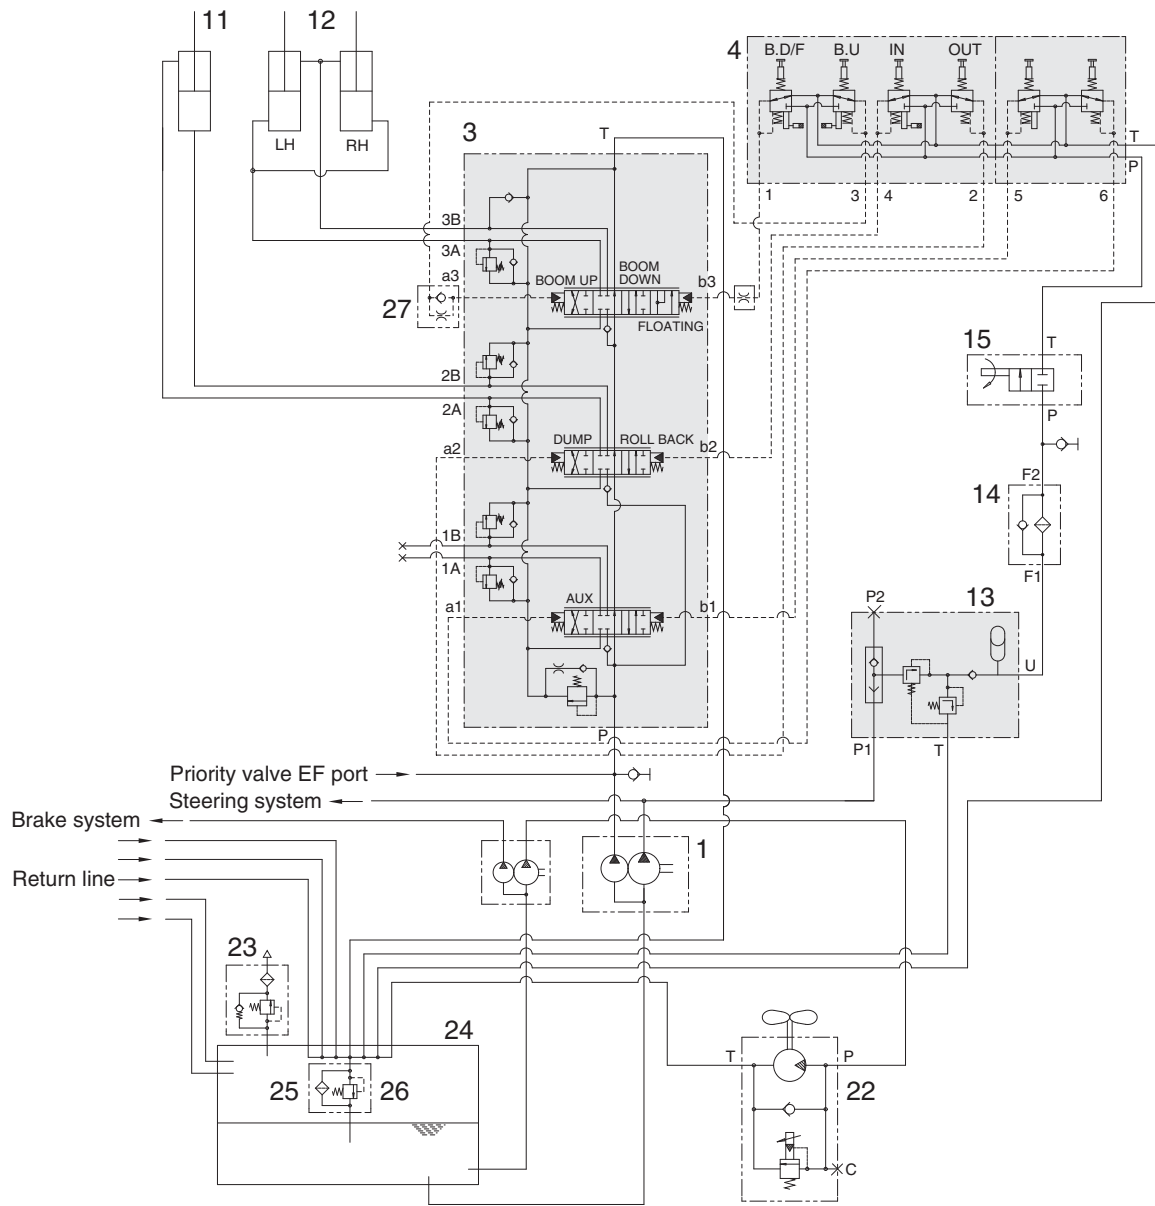 11
12
4
B.D/F
B.U
IN
OUT
T
P
1
3
4
2
5
6
LH
RH
3
T
3B
3A
a3
BOOM UP
BOOM
DOWN
b3
FLOATING
27
2B
2A
a2
DUMP
ROLL BACK
b2
1B
1A
a1
AUX
b1
P
15
T
P
F2
14
F1
P2
13
U
P1
T
Priority valve EF port
Steering system
Brake system
Return line
1
23
24
25
26
T
P
22
C